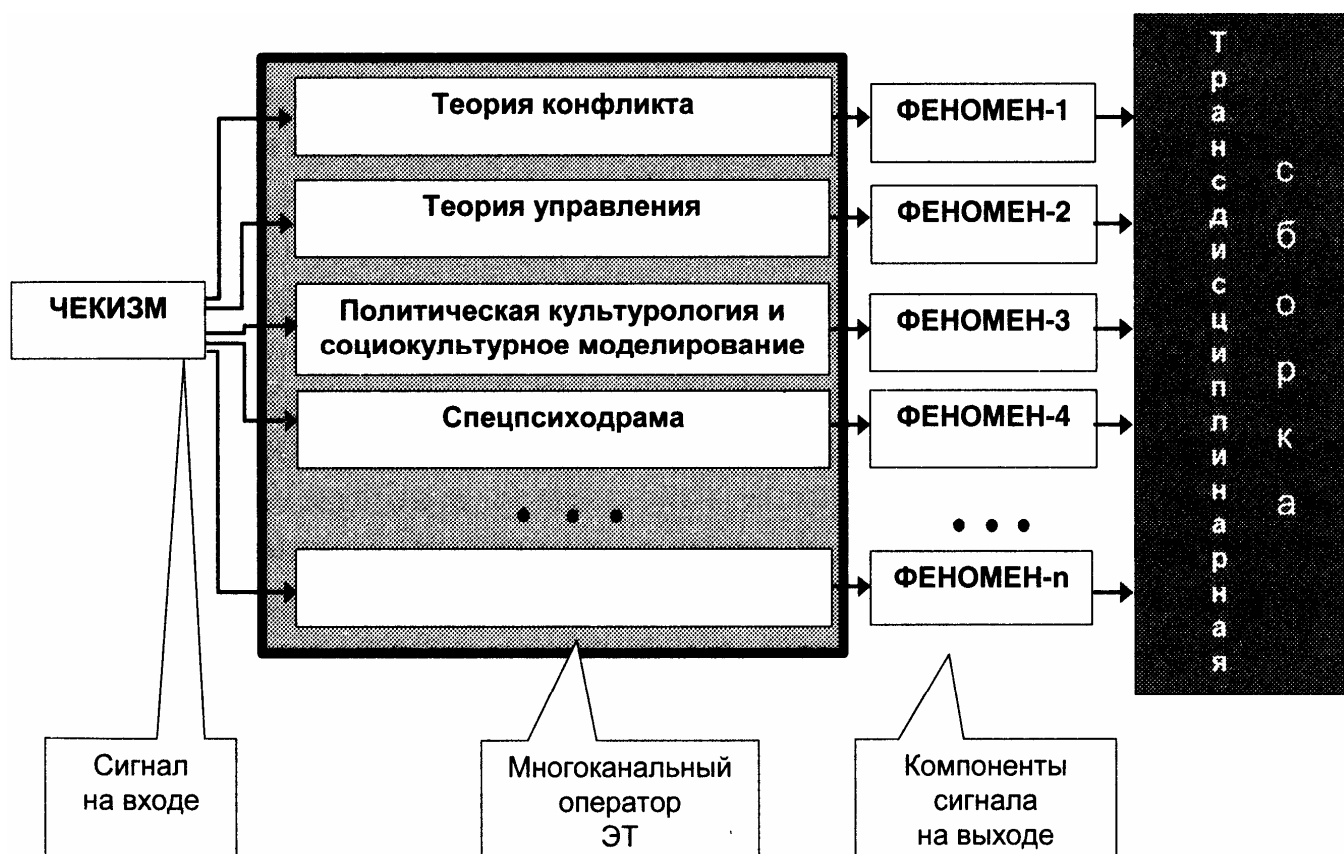 ЧЕКИЗМ
Теория конфликта
Теория управления
Политическая культурология и
социокультурное моделирование
Спецпсиходрама
• • •
ФЕНОМЕН-1
ФЕНОМЕН-2
ФЕНОМЕН-3
ФЕНОМЕН-4
• • •
ФЕНОМЕН-n
Трансдисциплинарная
сборка
Сигнал
на входе
Многоканальный
оператор
ЭТ
Компоненты
сигнала
на выходе